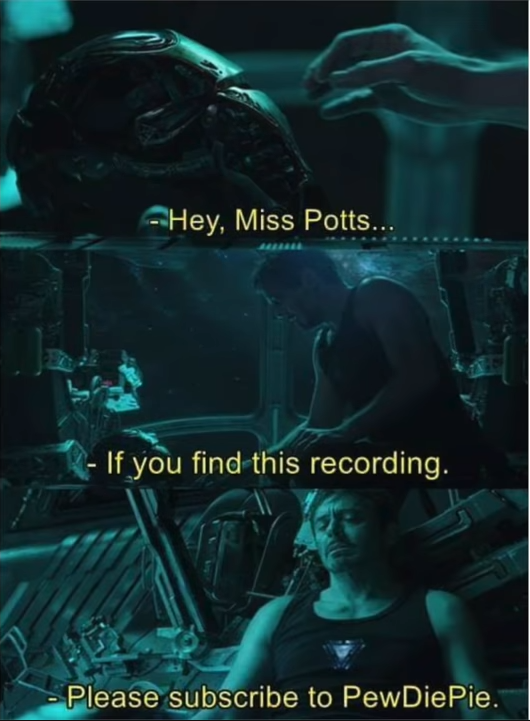 - Hey, Miss Potts...
- If you find this recording.
- Please subscribe to PewDiePie.